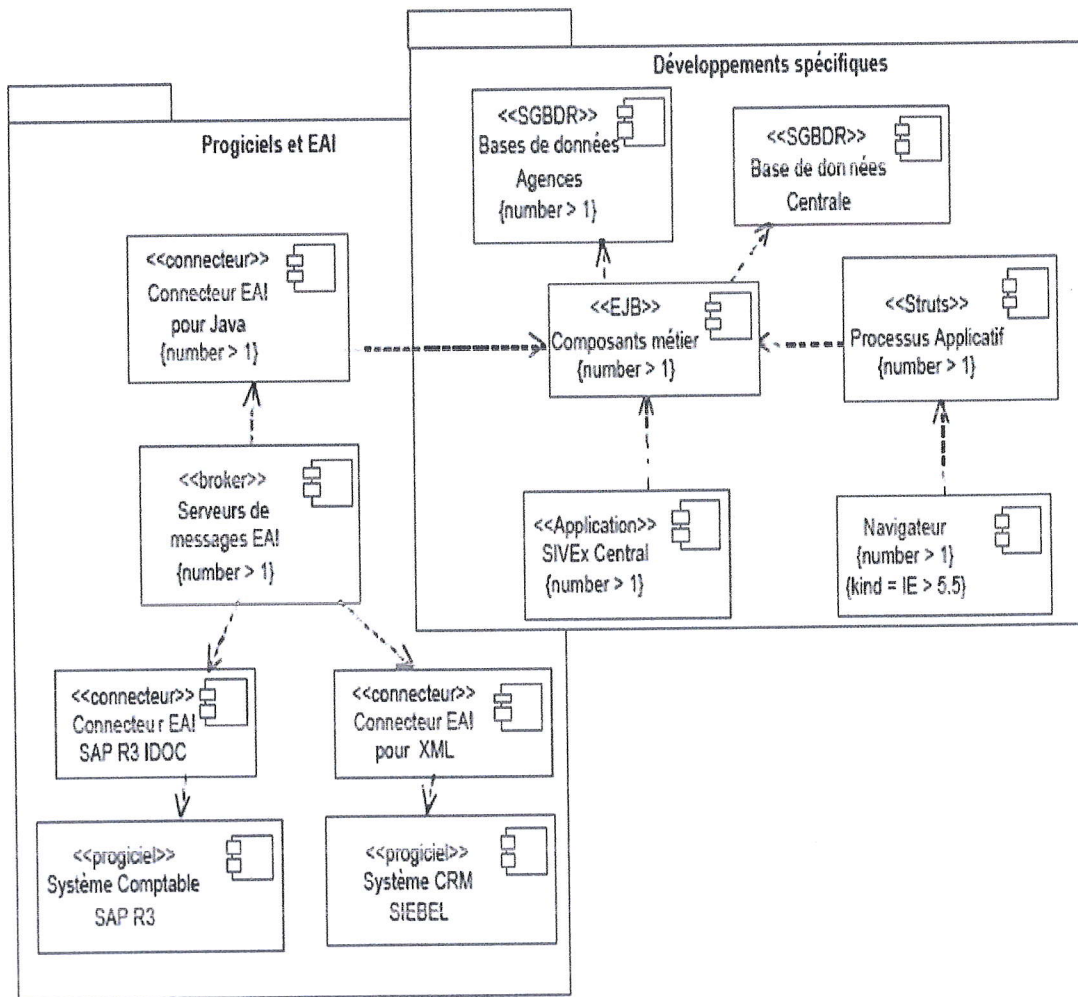 Développements spécifiques
<<SGBDR>>
Bases de données
Agences
{number > 1}
<<SGBDR>>
Base de données
Centrale
<<EJB>>
Composants métier
{number > 1}
<<Struts>>
Processus Applicatif
{number > 1}
<<Application>>
SIVEx Central
{number > 1}
Navigateur
{number > 1}
{kind = IE > 5.5}
Progiciels et EAI
<<connecteur>>
Connecteur EAI
pour Java
{number > 1}
<<broker>>
Serveurs de
messages EAI
{number > 1}
<<connecteur>>
Connecteur EAI
SAP R3 IDOC
<<connecteur>>
Connecteur EAI
pour XML
<<progiciel>>
Système Comptable
SAP R3
<<progiciel>>
Système CRM
SIEBEL